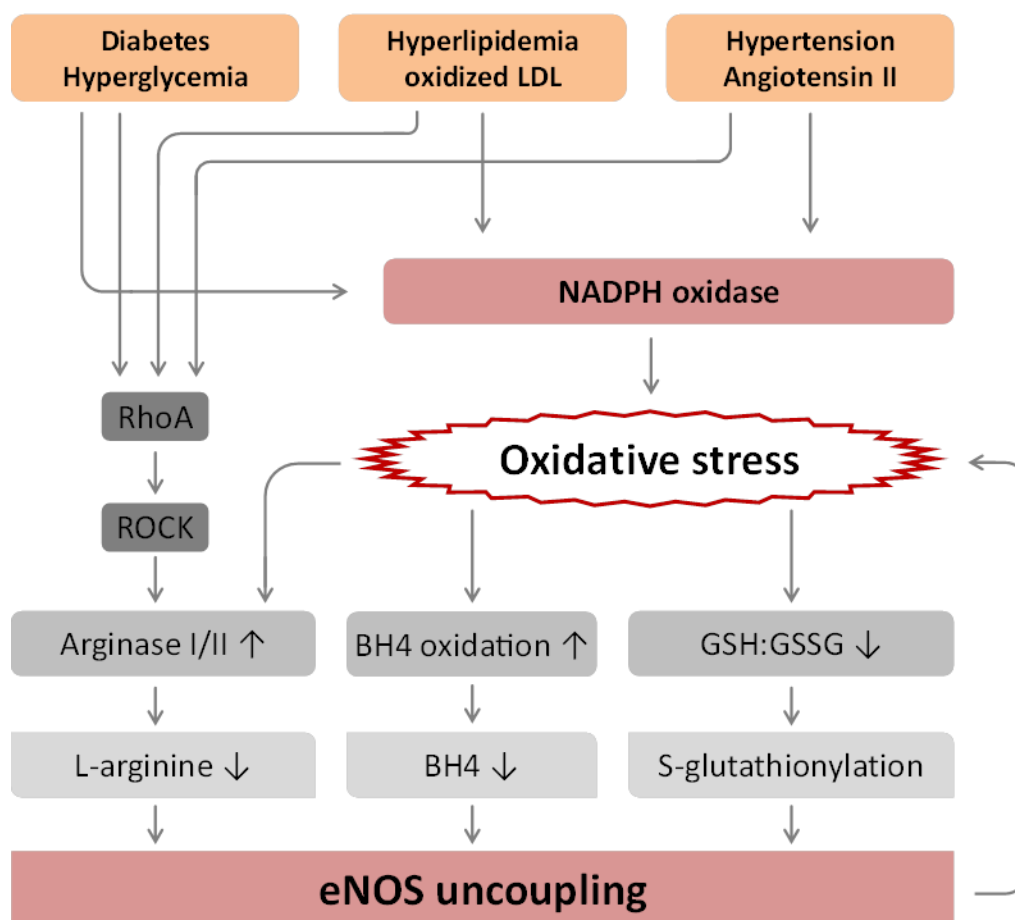 Diabetes
Hyperglycemia
Hyperlipidemia
oxidized LDL
Hypertension
Angiotensin II
NADPH oxidase
RhoA
Oxidative stress
ROCK
Arginase I/II ↑
BH4 oxidation ↑
GSH:GSSG ↓
L-arginine ↓
BH4 ↓
S-glutathionylation
eNOS uncoupling